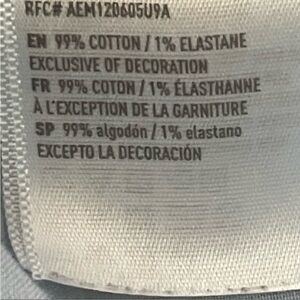 RFC# AEM120605U9A
EN 99% COTTON / 1% ELASTANE
EXCLUSIVE OF DECORATION
FR 99% COTON / 1% ÉLASTHANNE
À L'EXCEPTION DE LA GARNITURE
SP 99% algodón / 1% elastano
EXCEPTO LA DECORACIÓN